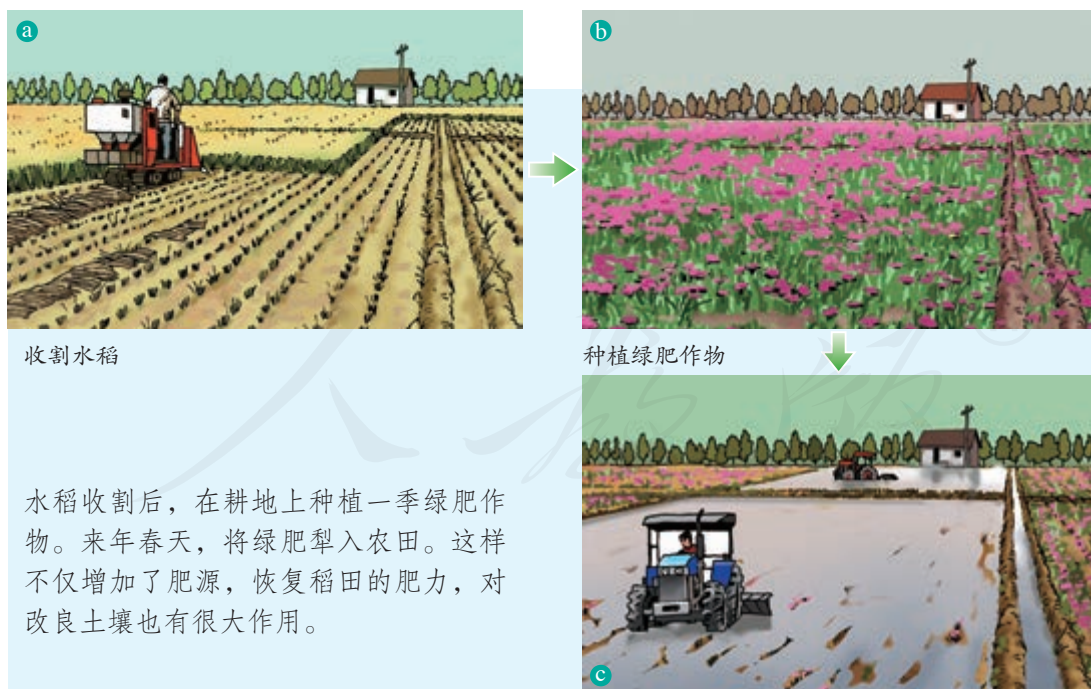 a
b
收割水稻
种植绿肥作物
水稻收割后，在耕地上种植一季绿肥作
物。来年春天，将绿肥犁入农田。这样
不仅增加了肥源，恢复稻田的肥力，对
改良土壤也有很大作用。
c
人教版